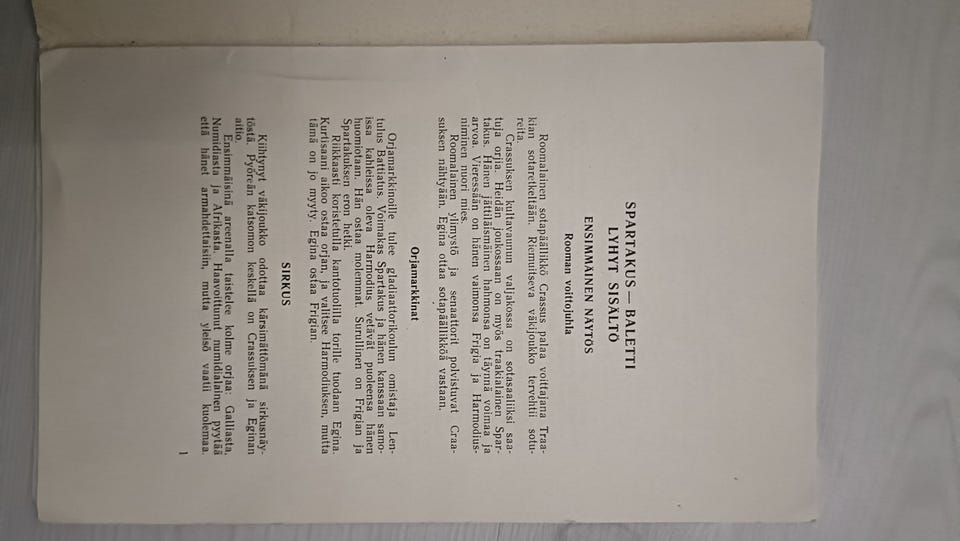 SPARTAKUS — BALETTI
LYHYT SISÄLTÖ
ENSIMMÄINEN NÄYTÖS
Rooman voittojuhla
Roomalainen sotapäällikkö Crassus palaa voittajana Traa-
kian sotaretkeltään. Riemuitseva väkijoukko tervehtii sotu-
reita.
Crassuksen kultavaunun valjakossa on sotasaaliiksi saa-
tuja orjia. Heidän joukossaan on myös traakialainen Spar-
takus. Hänen jättiläismäinen hahmonsa on täynnä voimaa ja
arvoa. Vieressään on hänen vaimonsa Frigia ja Harmodius-
niminen nuori mies.
Roomalainen ylimystö ja senaattorit polvistuvat Craa-
suksen nähtyään. Egina ottaa sotapäällikköä vastaan.
Orjamarkkinat
Orjamarkkinoille tulee gladiaattorikoulun omistaja Len-
tulus Battiatus. Voimakas Spartakus ja hänen kanssaan samo-
issa kahleissa oleva Harmodius vetävät puoleensa hänen
huomiotaan. Hän ostaa molemmat. Surullinen on Frigian ja
Spartakuksen eron hetki.
Riikkaasti koristetulla kantotuolilla torille tuodaan Egina.
Kurtisaani aikoo ostaa orjan, ja valitsee Harmodiuksen, mutta
tämä on jo myyty. Egina ostaa Frigian.
SIRKUS
Kiihtynyt väkijoukko odottaa kärsimättömänä sirkusnäy-
töstä. Pyöreän katsomon keskellä on Crassuksen ja Eginan
aitio.
Ensimmäisinä areenalla taistelee kolme orjaa: Galliasta,
Numidiasta ja Afrikasta. Haavoittunut numidialainen pyytää
että hänet armahdettaisiin, mutta yleisö vaatii kuolemaa.
1